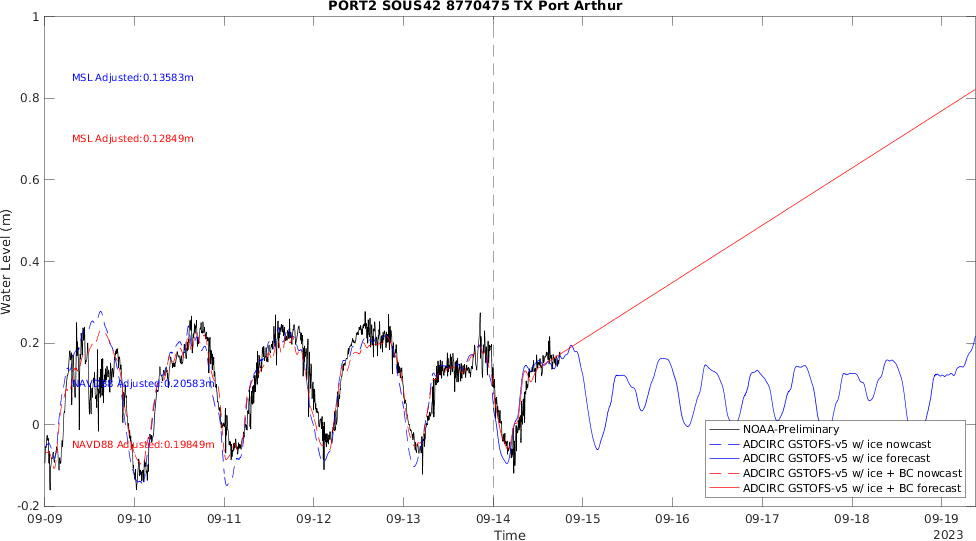 PORT2 SOUS42 8770475 TX Port Arthur
1
0.8
0.6
0.4
0.2
0
-0.2
Water Level (m)
MSL Adjusted:0.13583m
MSL Adjusted:0.12849m
NAVD88 Adjusted:0.20583m
NAVD88 Adjusted:0.19849m
NOAA-Preliminary
ADCIRC GSTOFS-v5 w/ ice nowcast
ADCIRC GSTOFS-v5 w/ ice forecast
ADCIRC GSTOFS-v5 w/ ice + BC nowcast
ADCIRC GSTOFS-v5 w/ ice + BC forecast
09-09 09-10 09-11 09-12 09-13 09-14 09-15 09-16 09-17 09-18 09-19
Time
2023